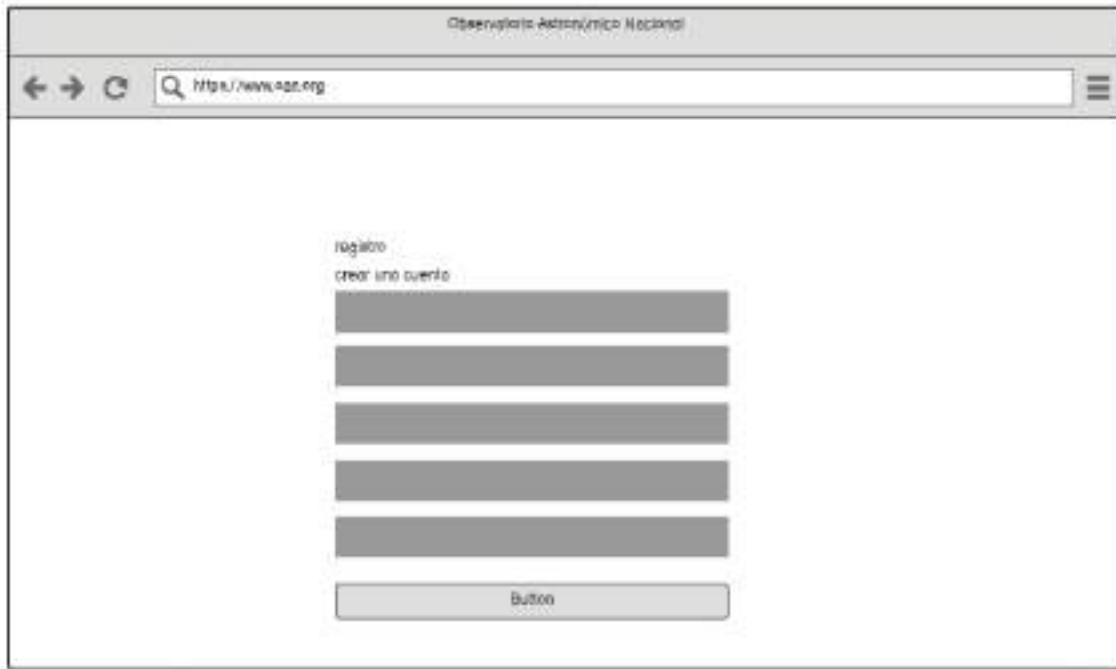 Observatorio Astronómico Nacional
https://www.oan.org
registro
crear una cuenta
Button